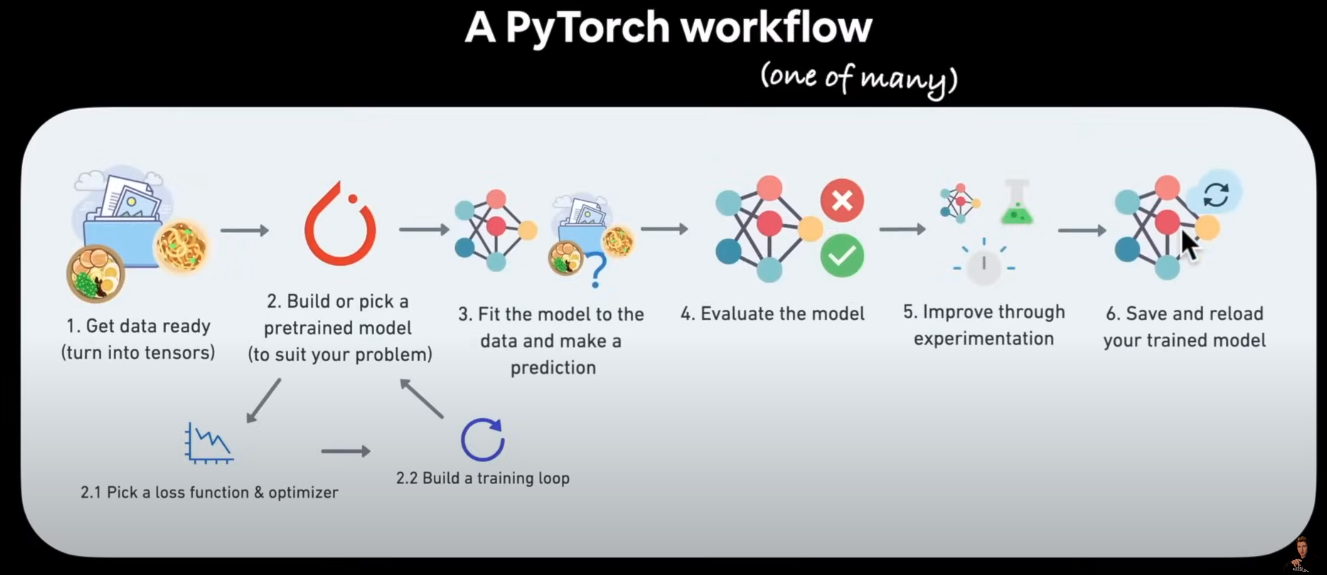 A PyTorch workflow
(one of many)
1. Get data ready
(turn into tensors)
2. Build or pick a
pretrained model
(to suit your problem)
3. Fit the model to the
data and make a
prediction
4. Evaluate the model
5. Improve through
experimentation
6. Save and reload
your trained model
2.1 Pick a loss function & optimizer
2.2 Build a training loop